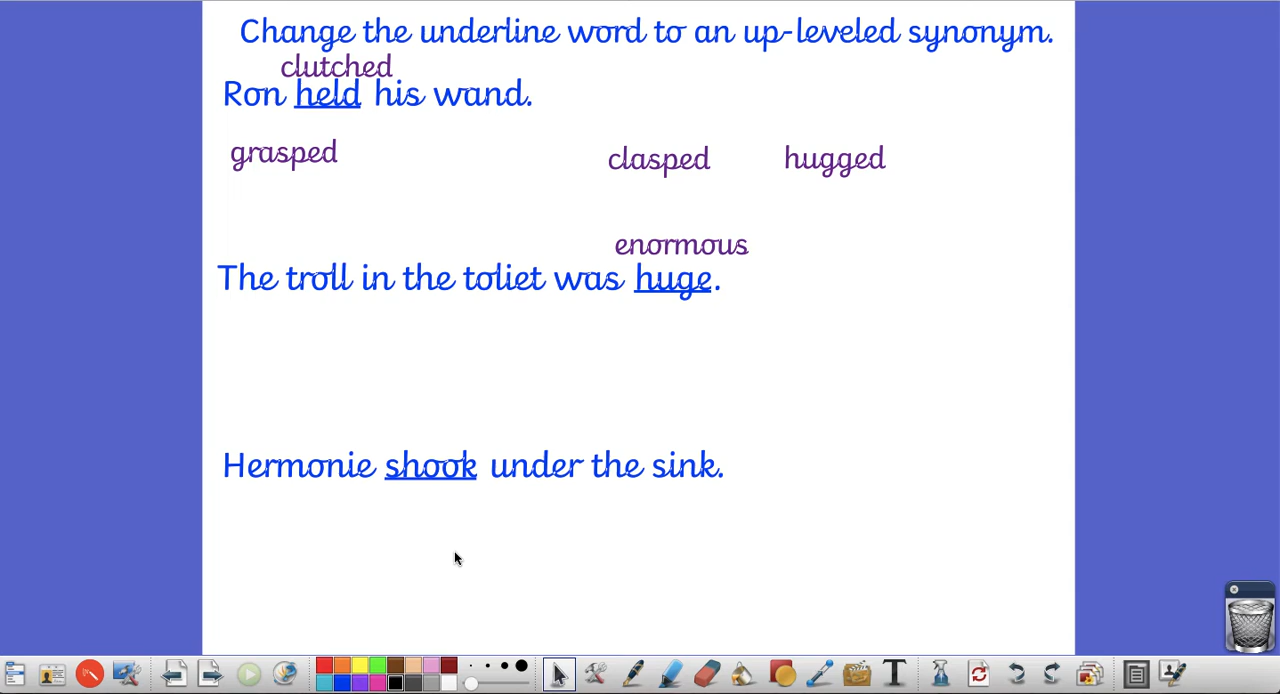 Change the underline word to an up-leveled synonym.
clutched
Ron held his wand.
grasped clasped hugged
enormous
The troll in the toliet was huge.
Hermonie shook under the sink.